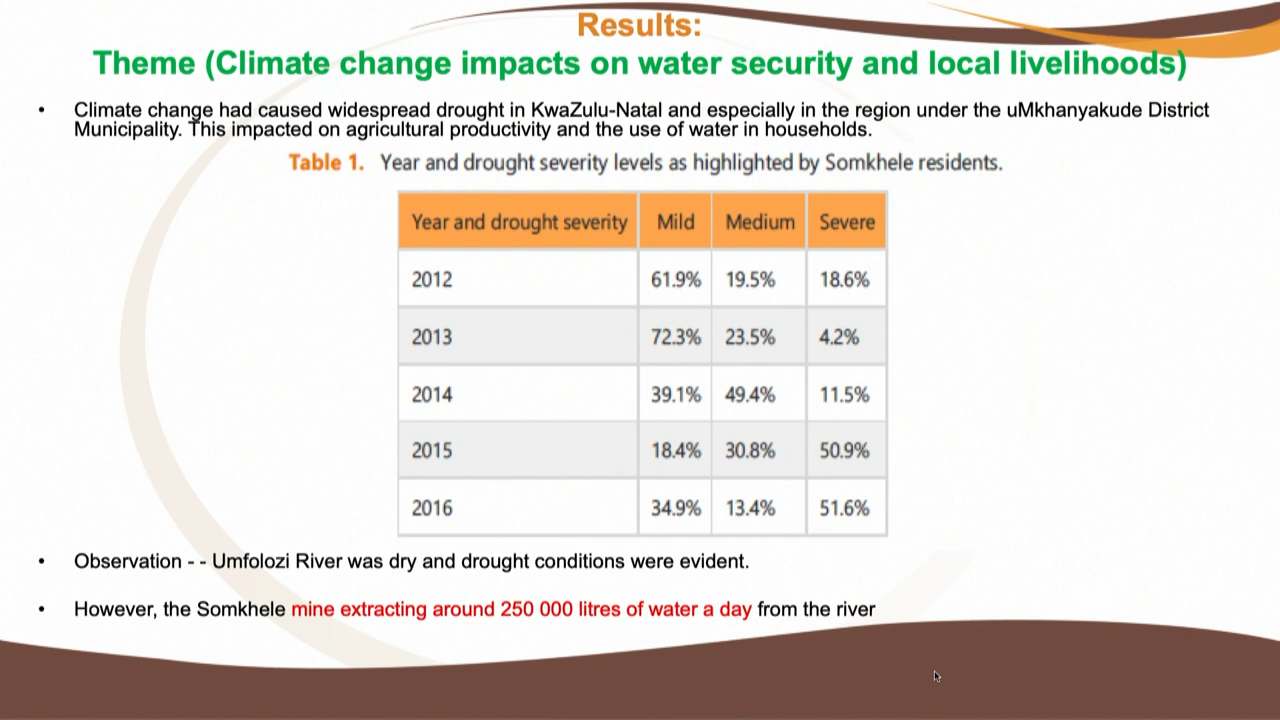 Results:
Theme (Climate change impacts on water security and local livelihoods)
• Climate change had caused widespread drought in KwaZulu-Natal and especially in the region under the uMkhanyakude District
Municipality. This impacted on agricultural productivity and the use of water in households.
Table 1. Year and drought severity levels as highlighted by Somkhele residents.
Year and drought severity Mild Medium Severe
2012 61.9% 19.5% 18.6%
2013 72.3% 23.5% 4.2%
2014 39.1% 49.4% 11.5%
2015 18.4% 30.8% 50.9%
2016 34.9% 13.4% 51.6%
• Observation - - Umfolozi River was dry and drought conditions were evident.
• However, the Somkhele mine extracting around 250 000 litres of water a day from the river